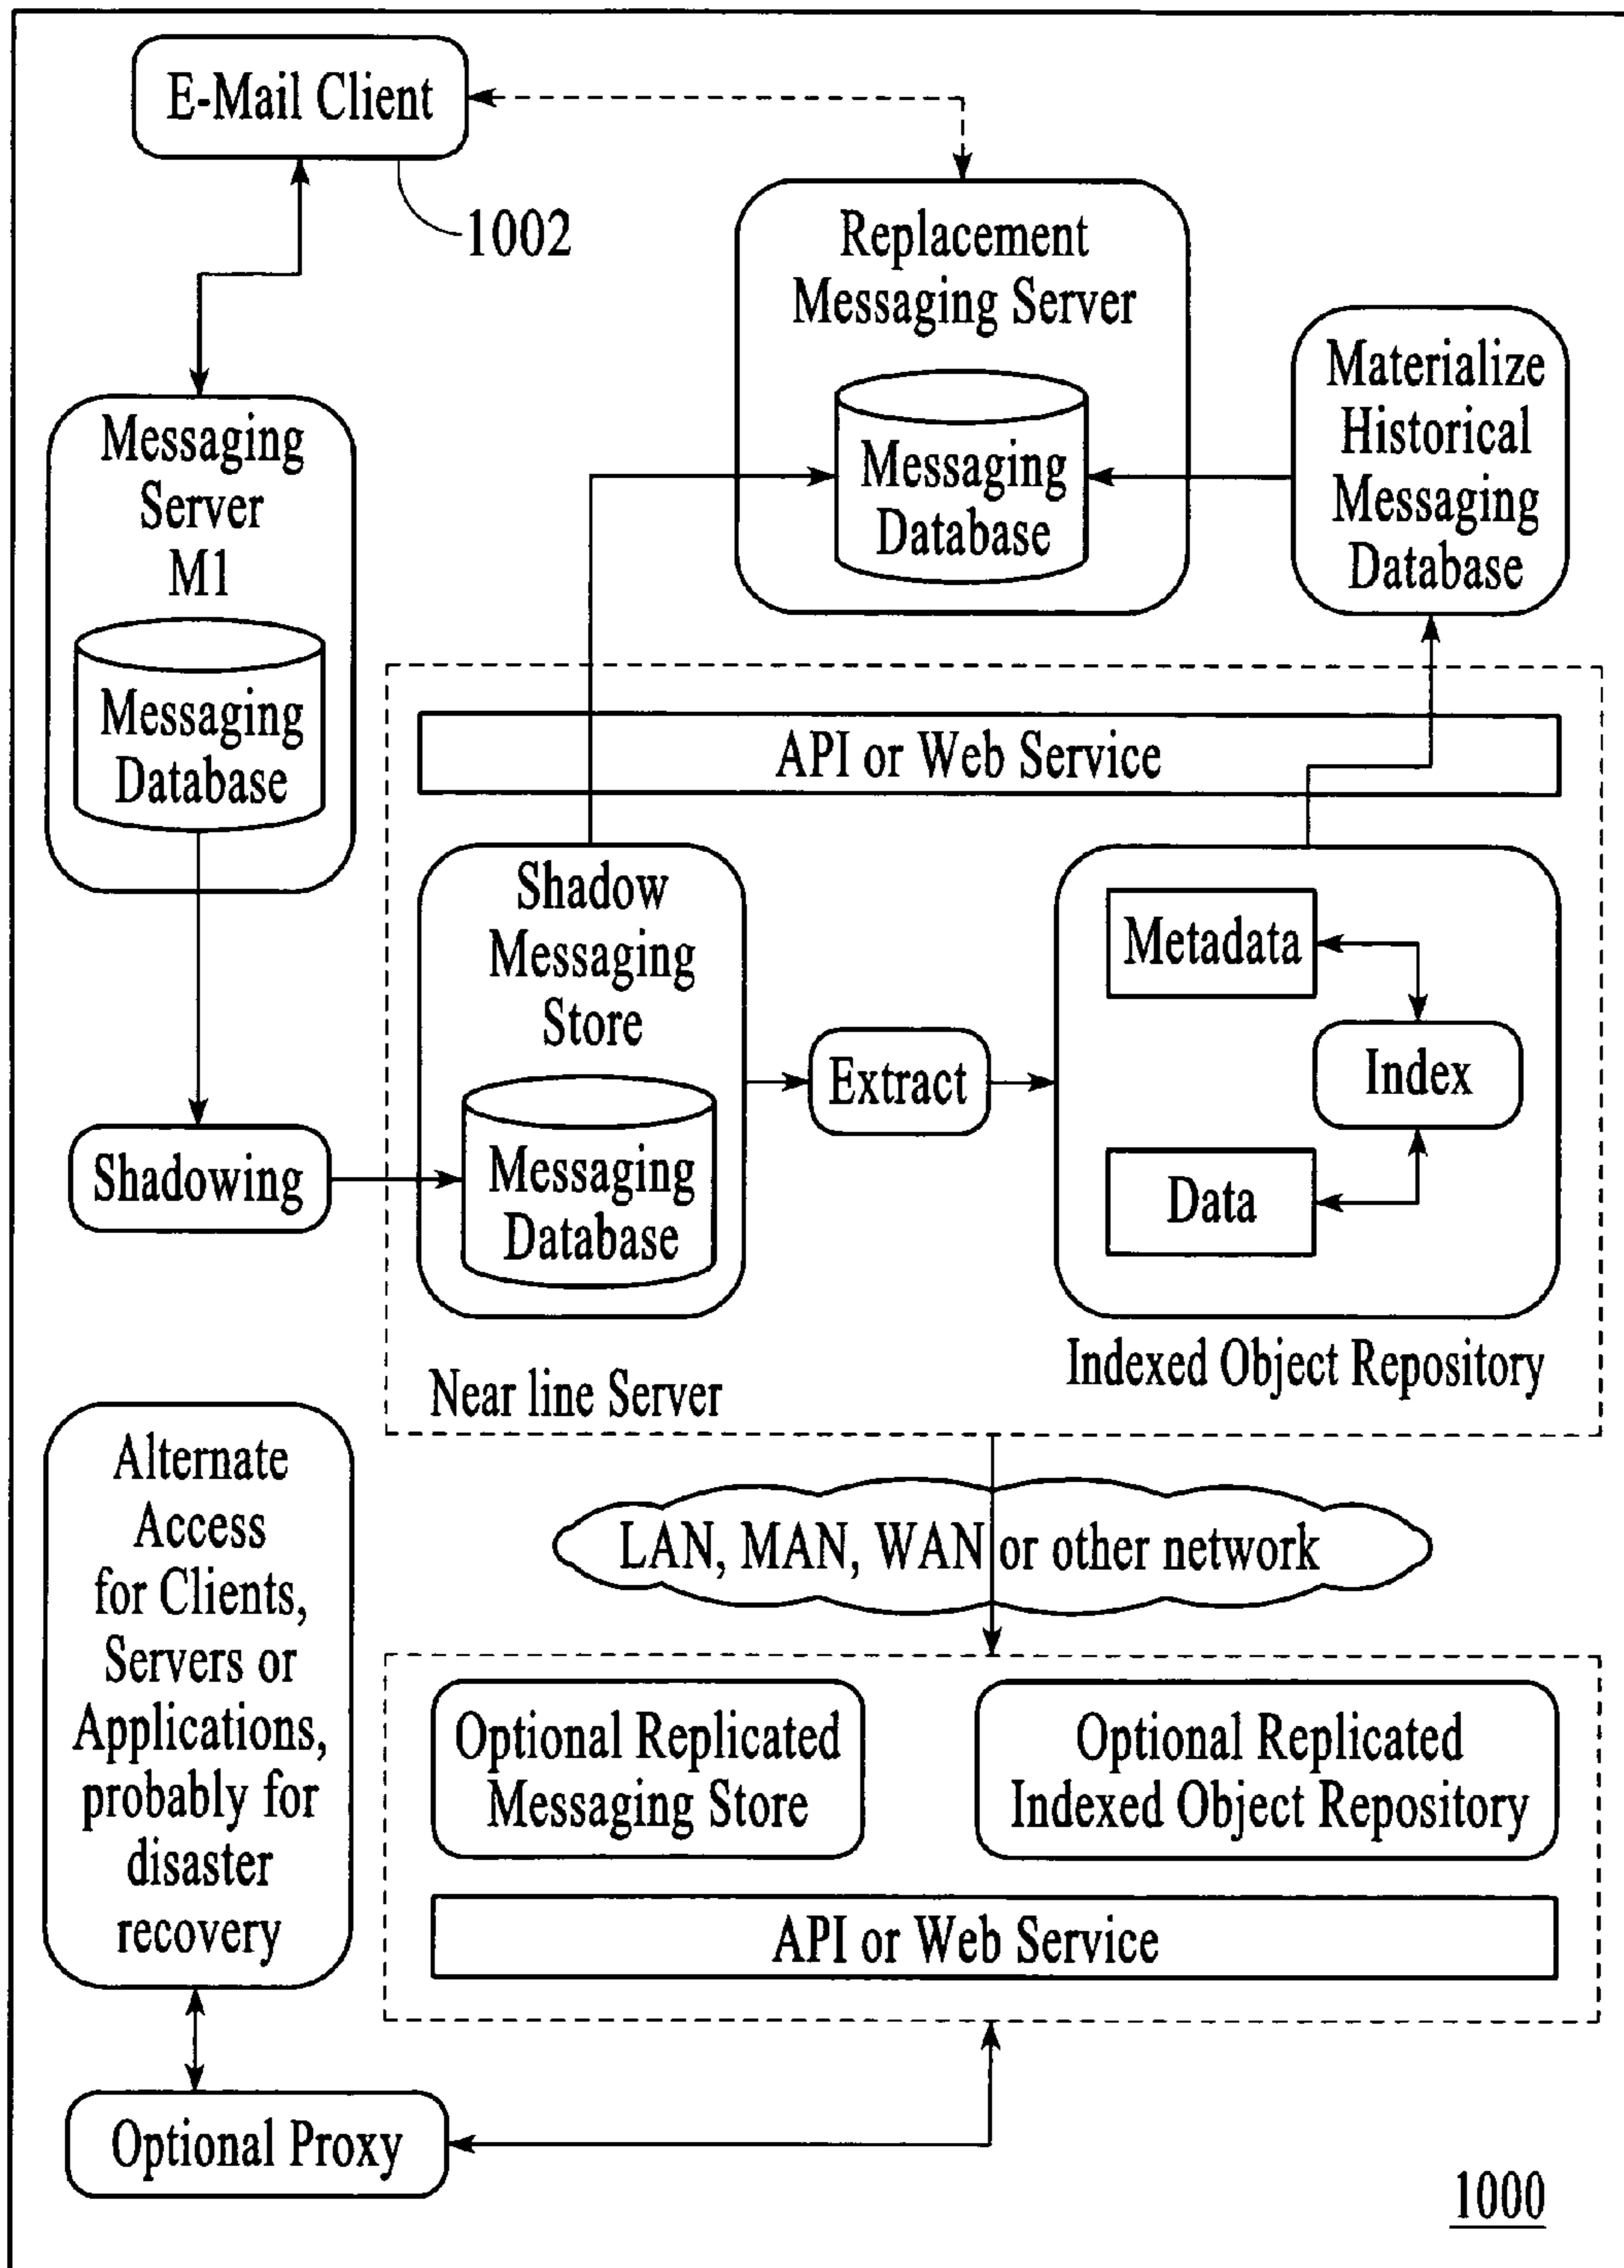 E-Mail Client
1002
Replacement
Messaging Server
Messaging
Database
Materialize
Historical
Messaging
Database
Messaging
Server
M1
Messaging
Database
API or Web Service
Shadow
Messaging
Store
Messaging
Database
Extract
Metadata
Index
Data
Shadowing
Near line Server
Indexed Object Repository
LAN, MAN, WAN or other network
Alternate
Access
for Clients,
Servers or
Applications,
probably for
disaster
recovery
Optional Replicated
Messaging Store
Optional Replicated
Indexed Object Repository
API or Web Service
Optional Proxy
1000